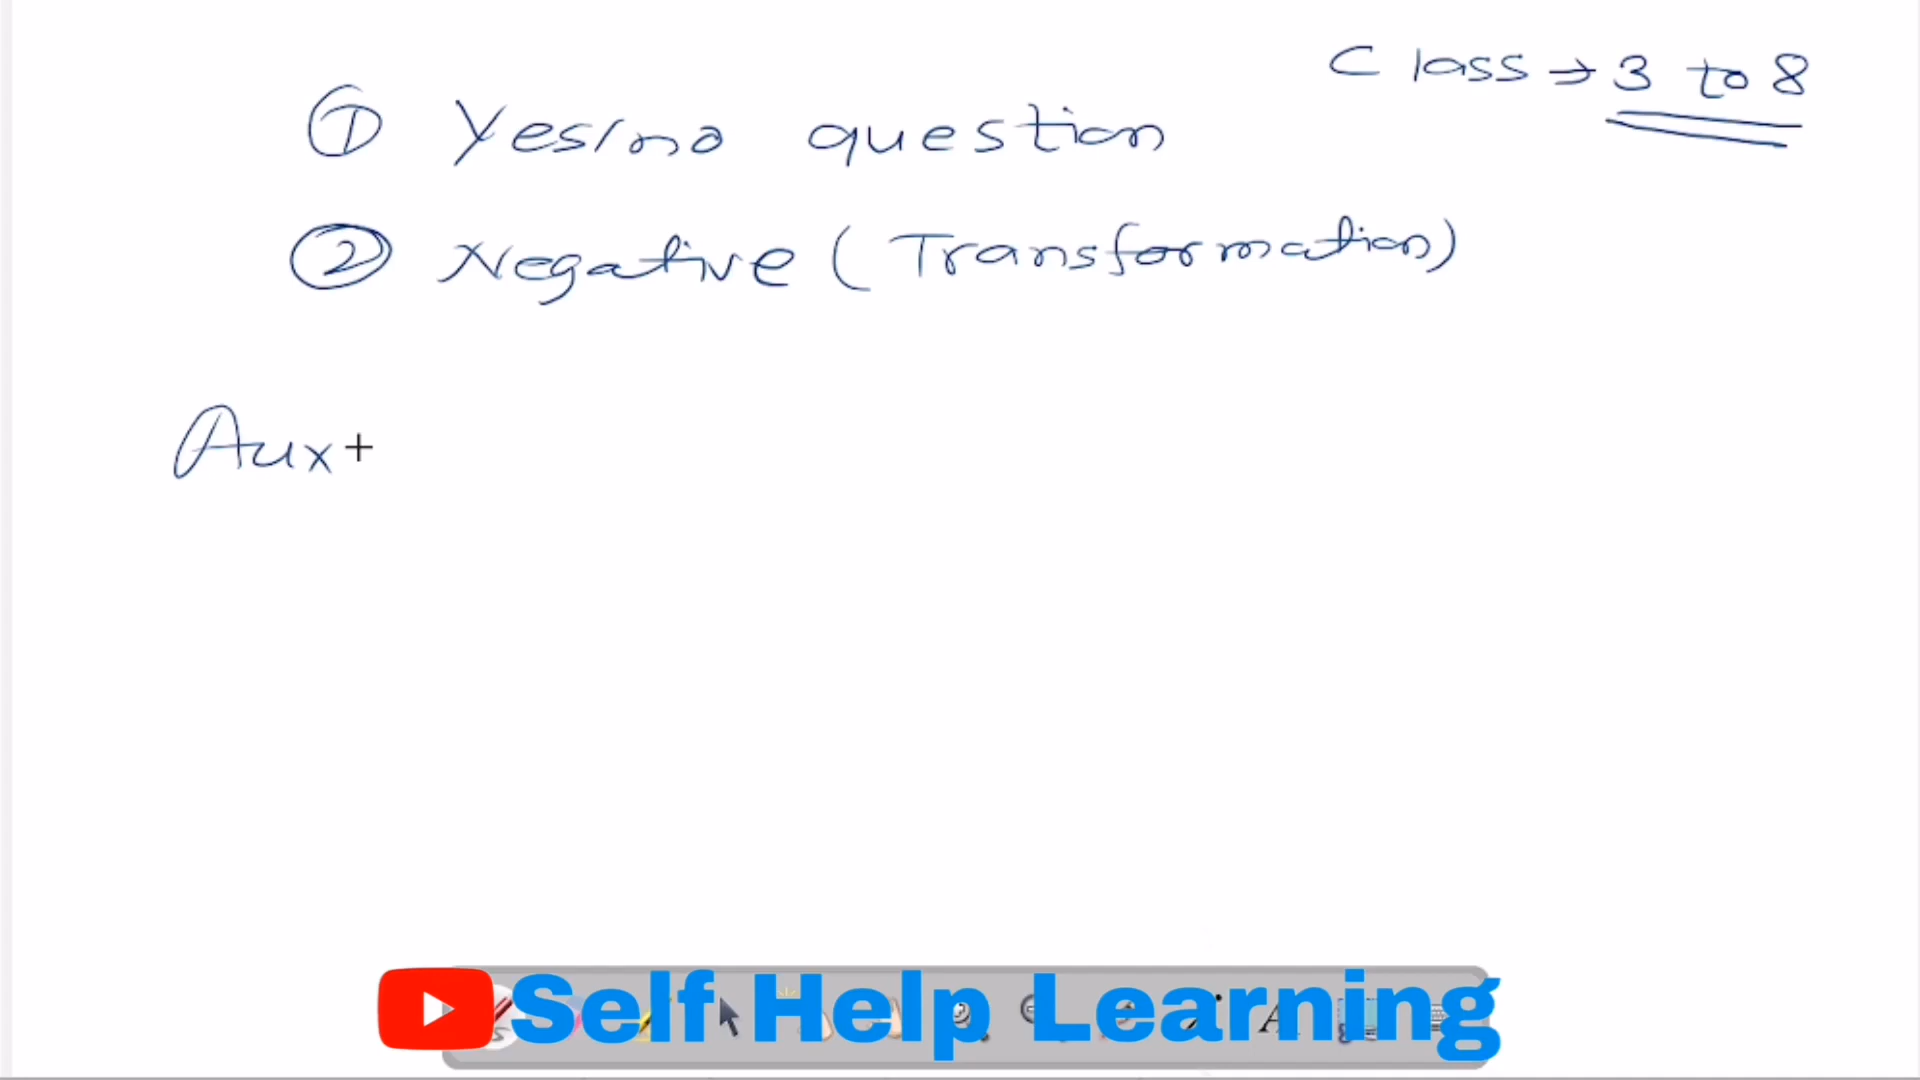 Class → 3 to 8
① Yes/no question
② Negative (Transformation)
Aux +
Self Help Learning